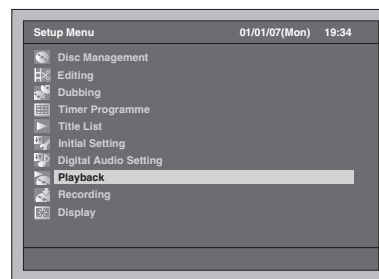 Setup Menu 01/01/07(Mon) 19:34
Disc Management
Editing
Dubbing
Timer Programme
Title List
Initial Setting
Digital Audio Setting
Playback
Recording
Display